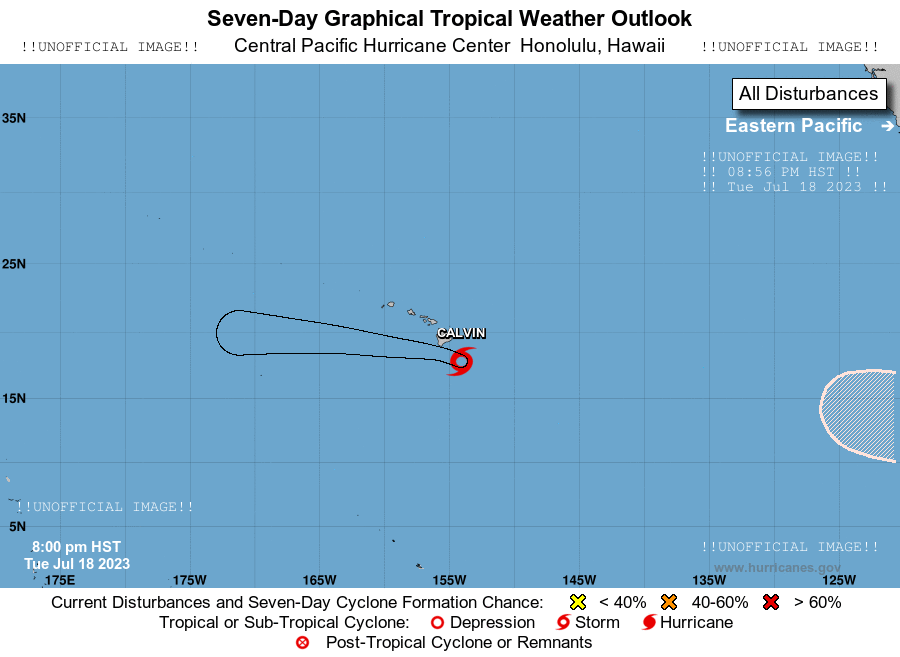 Seven-Day Graphical Tropical Weather Outlook
!!UNOFFICIAL IMAGE!! Central Pacific Hurricane Center Honolulu, Hawaii !!UNOFFICIAL IMAGE!!
All Disturbances
35N
Eastern Pacific →
!!UNOFFICIAL IMAGE!!
!! 08:56 PM HST !!
!! Tue Jul 18 2023 !!
25N
CALVIN
15N
!!UNOFFICIAL IMAGE!!
5N
8:00 pm HST
Tue Jul 18 2023
!!UNOFFICIAL IMAGE!!
www.hurricanes.gov
175E 175W 165W 155W 145W 135W 125W
Current Disturbances and Seven-Day Cyclone Formation Chance: < 40% 40-60% > 60%
Tropical or Sub-Tropical Cyclone: Depression Storm Hurricane
Post-Tropical Cyclone or Remnants